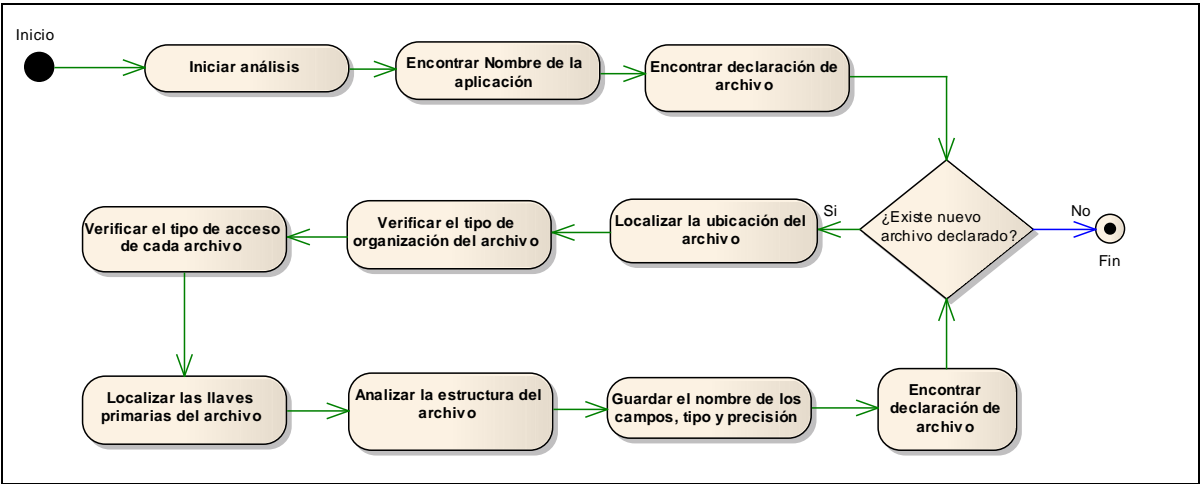 Inicio
Iniciar análisis
Encontrar Nombre de la
aplicación
Encontrar declaración de
archivo
¿Existe nuevo
archivo declarado?
No
Fin
Si
Localizar la ubicación del
archivo
Verificar el tipo de
organización del archivo
Verificar el tipo de acceso
de cada archivo
Localizar las llaves
primarias del archivo
Analizar la estructura del
archivo
Guardar el nombre de los
campos, tipo y precisión
Encontrar
declaración de
archivo